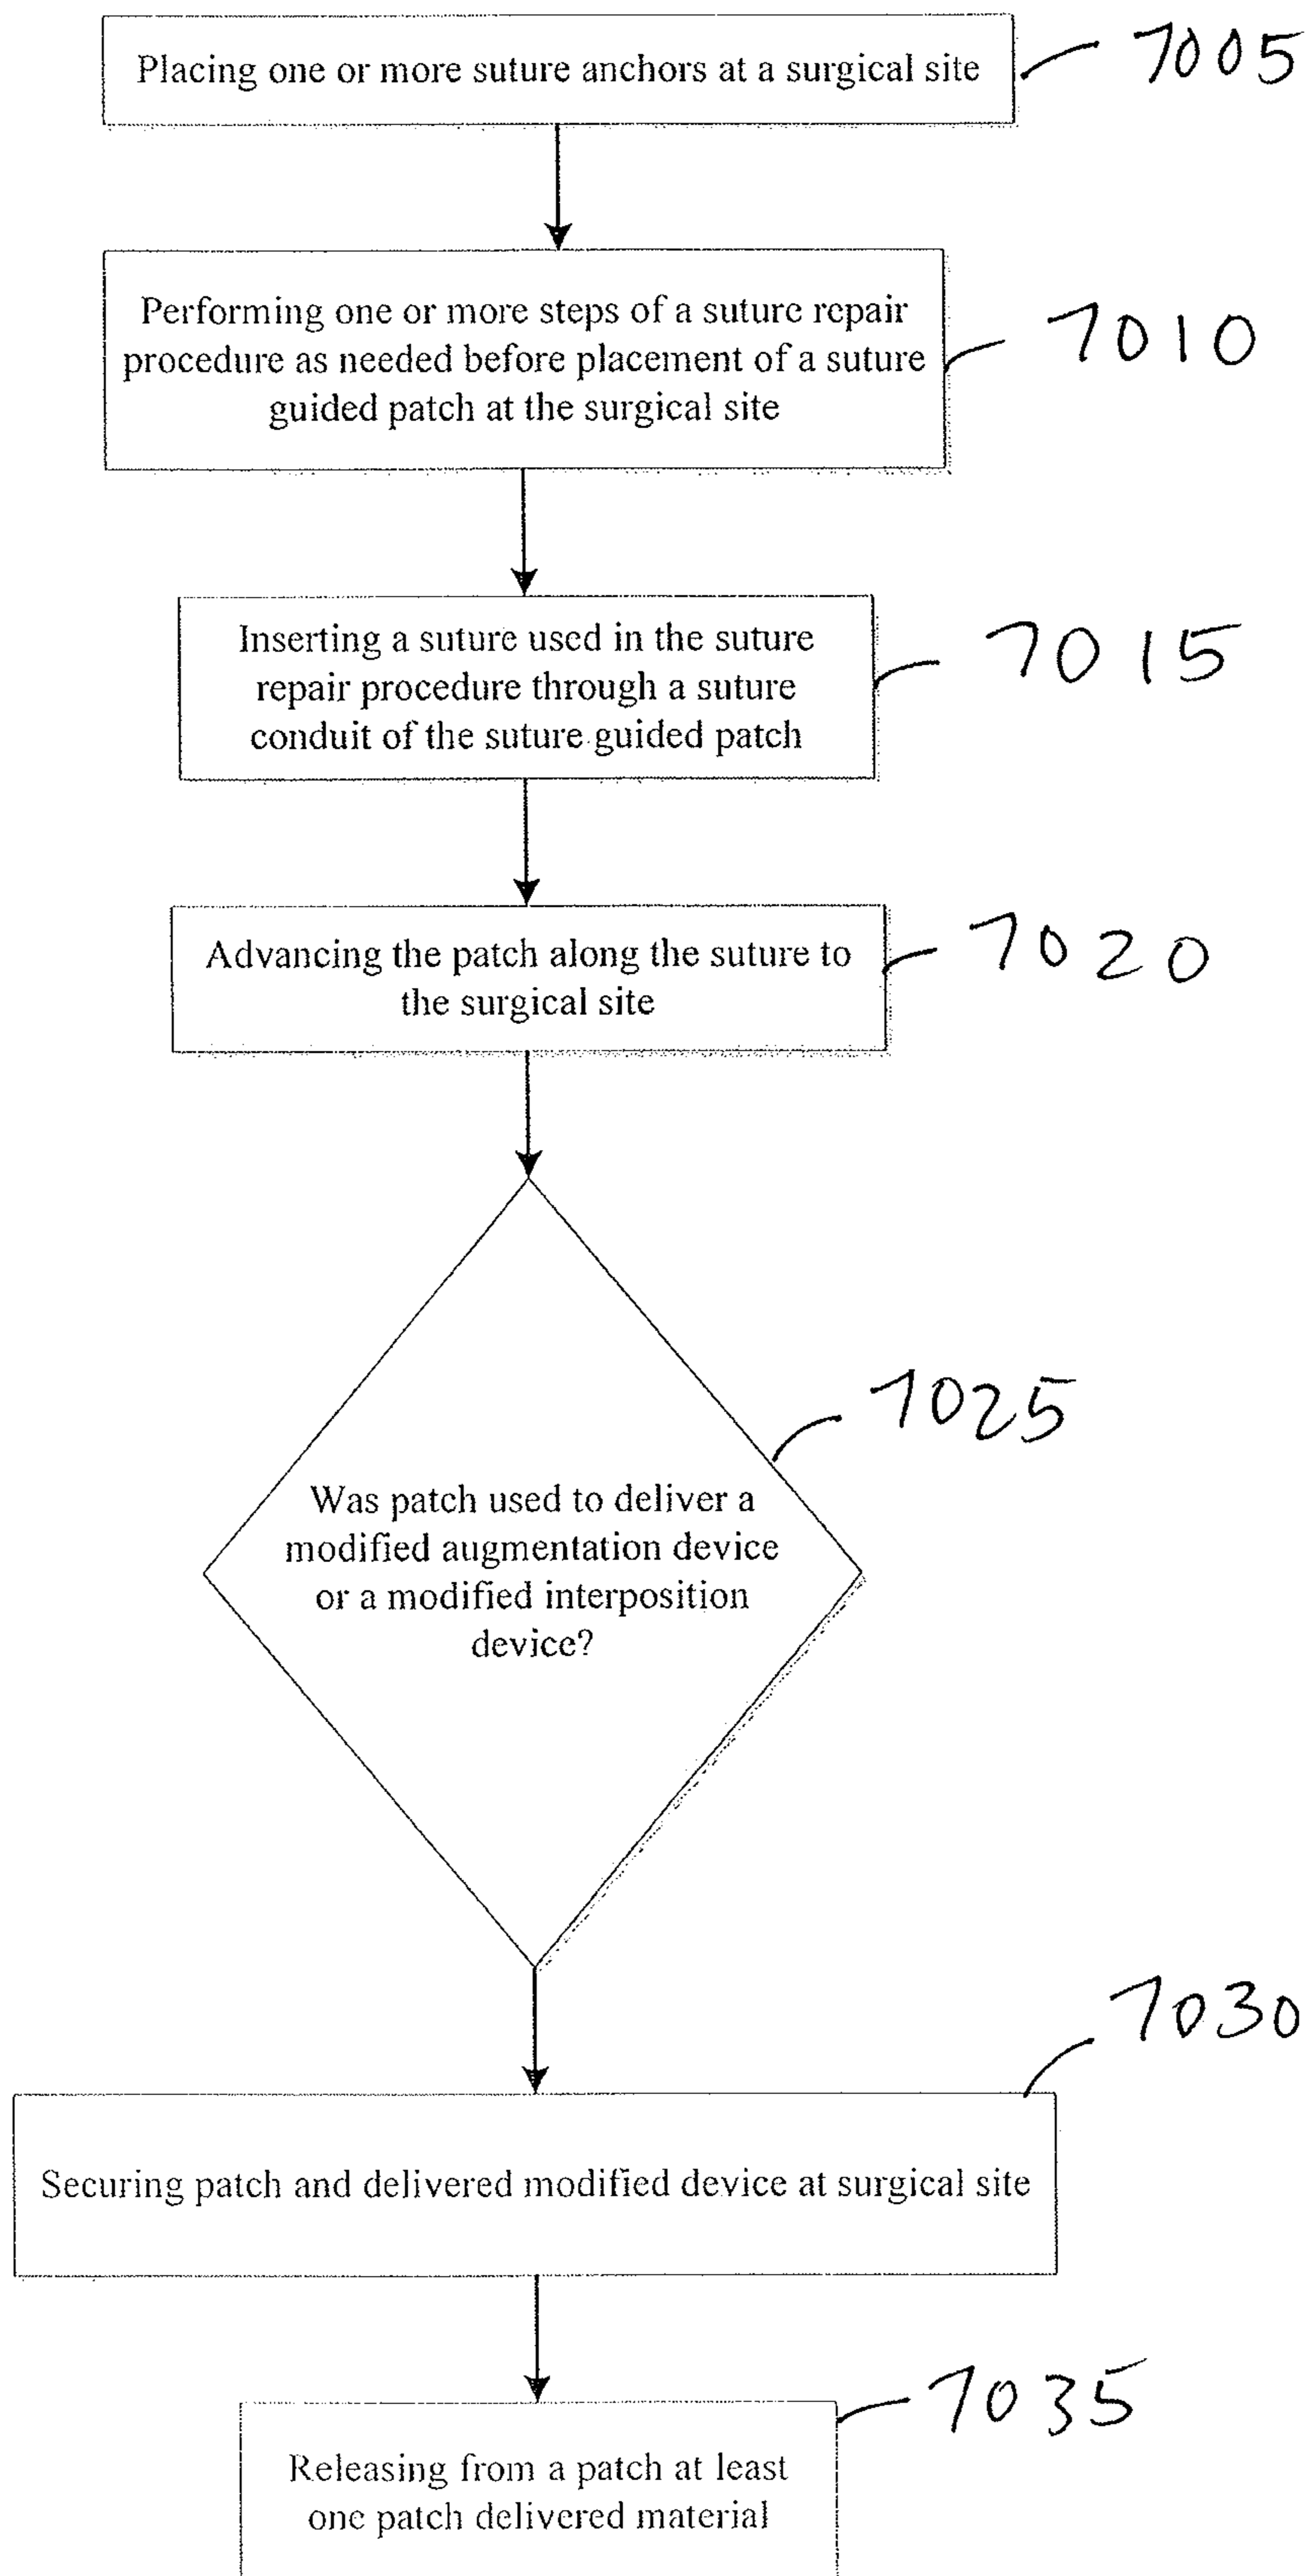 Placing one or more suture anchors at a surgical site
7005
Performing one or more steps of a suture repair
procedure as needed before placement of a suture
guided patch at the surgical site
7010
Inserting a suture used in the suture
repair procedure through a suture
conduit of the suture guided patch
7015
Advancing the patch along the suture to
the surgical site
7020
Was patch used to deliver a
modified augmentation device
or a modified interposition
device?
7025
Securing patch and delivered modified device at surgical site
7030
Releasing from a patch at least
one patch delivered material
7035